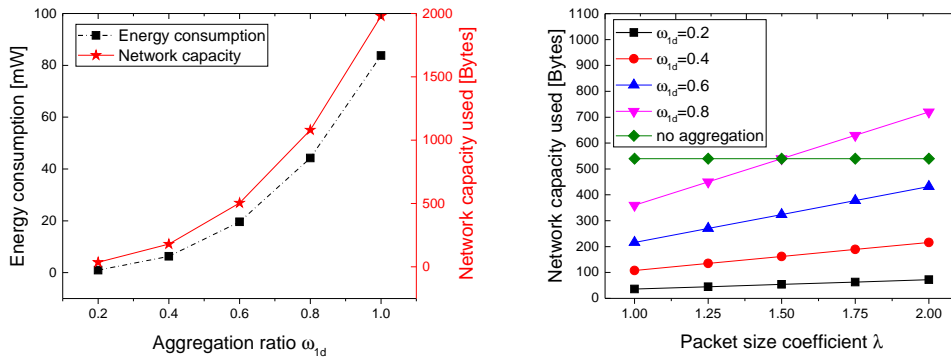 Energy consumption [mW]
100
80
60
40
20
0
Energy consumption
Network capacity
2000
1500
1000
500
0
Network capacity used [Bytes]
0.2 0.4 0.6 0.8 1.0
Aggregation ratio ω1d
Network capacity used [Bytes]
1100
1000
900
800
700
600
500
400
300
200
100
0
ω1d=0.2
ω1d=0.4
ω1d=0.6
ω1d=0.8
no aggregation
1.00 1.25 1.50 1.75 2.00
Packet size coefficient λ